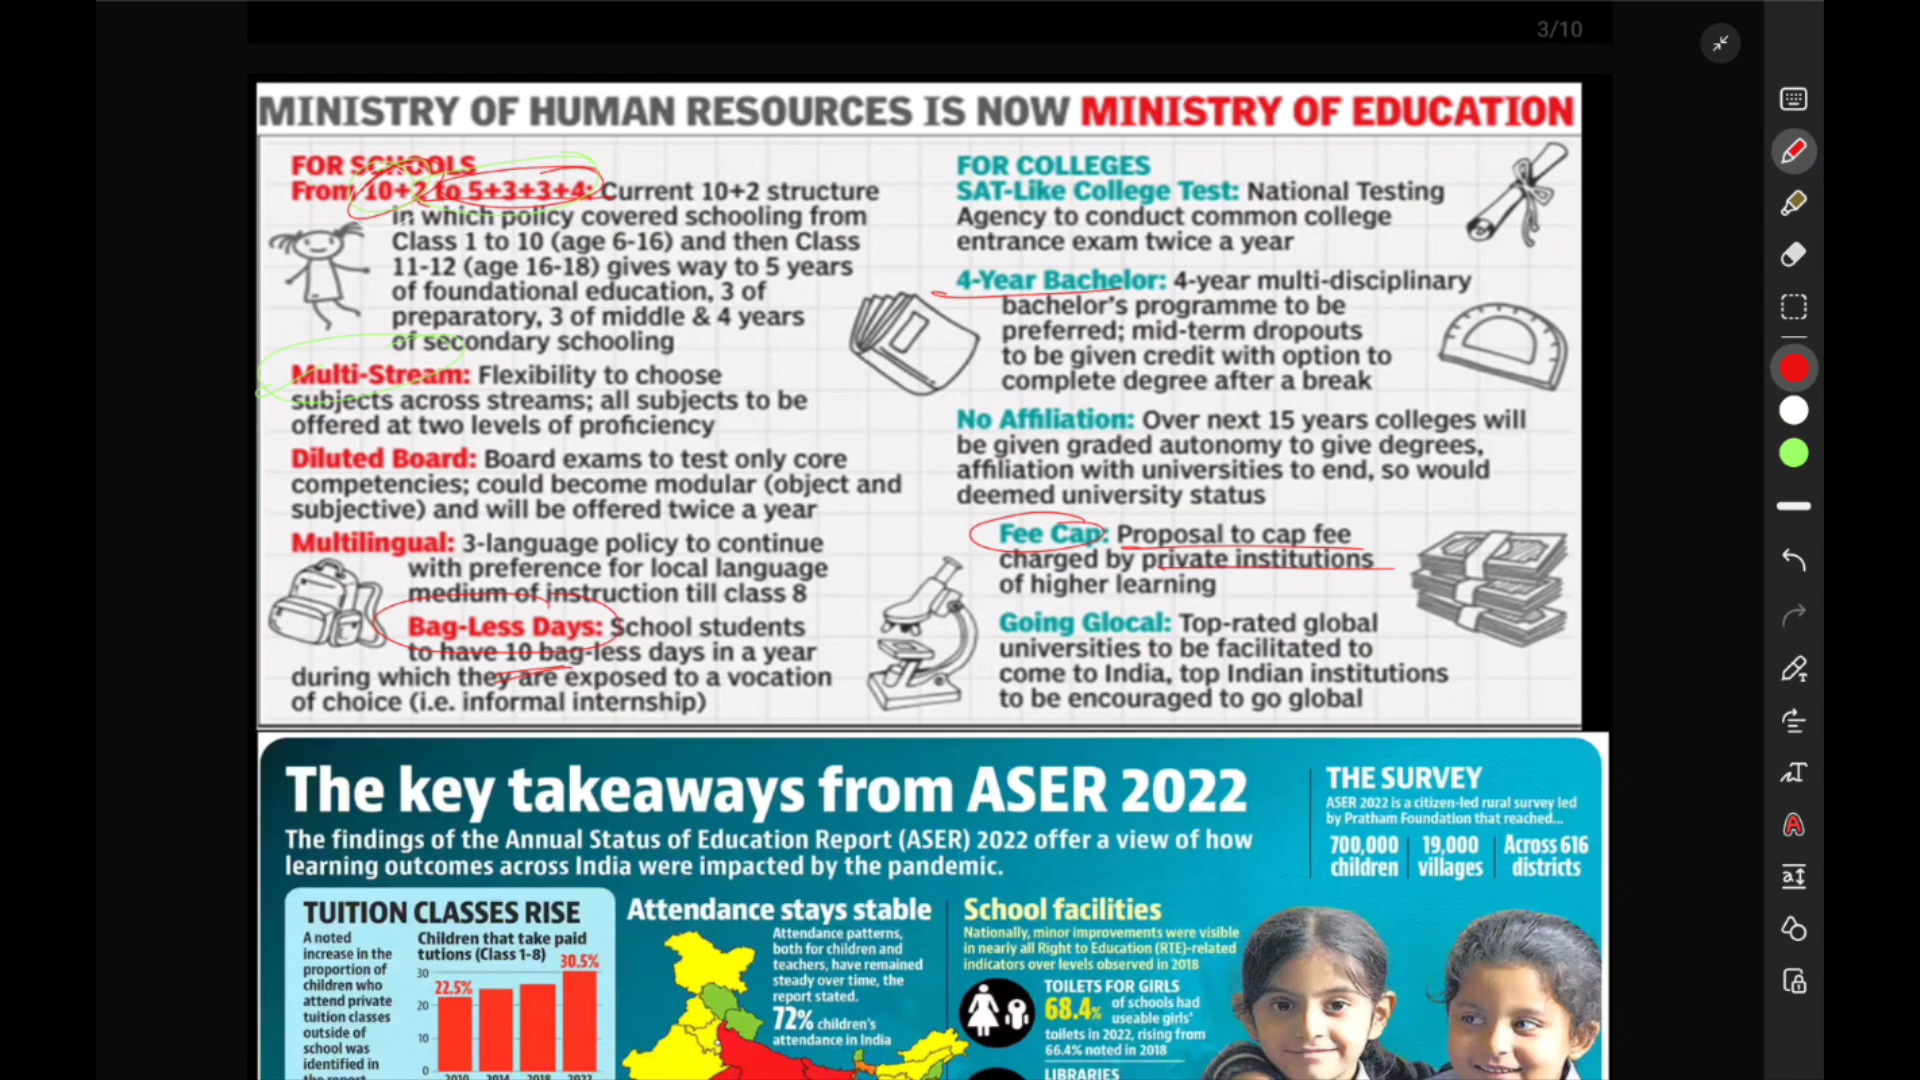 3/10
MINISTRY OF HUMAN RESOURCES IS NOW MINISTRY OF EDUCATION
FOR SCHOOLS
From 10+2 to 5+3+3+4: Current 10+2 structure
in which policy covered schooling from
Class 1 to 10 (age 6-16) and then Class
11-12 (age 16-18) gives way to 5 years
of foundational education, 3 of
preparatory, 3 of middle & 4 years
of secondary schooling
Multi-Stream: Flexibility to choose
subjects across streams; all subjects to be
offered at two levels of proficiency
Diluted Board: Board exams to test only core
competencies; could become modular (object and
subjective) and will be offered twice a year
Multilingual: 3-language policy to continue
with preference for local language
medium of instruction till class 8
Bag-Less Days: School students
to have 10 bag-less days in a year
during which they are exposed to a vocation
of choice (i.e. informal internship)
FOR COLLEGES
SAT-Like College Test: National Testing
Agency to conduct common college
entrance exam twice a year
4-Year Bachelor: 4-year multi-disciplinary
bachelor's programme to be
preferred; mid-term dropouts
to be given credit with option to
complete degree after a break
No Affiliation: Over next 15 years colleges will
be given graded autonomy to give degrees,
affiliation with universities to end, so would
deemed university status
Fee Cap: Proposal to cap fee
charged by private institutions
of higher learning
Going Glocal: Top-rated global
universities to be facilitated to
come to India, top Indian institutions
to be encouraged to go global
The key takeaways from ASER 2022
The findings of the Annual Status of Education Report (ASER) 2022 offer a view of how
learning outcomes across India were impacted by the pandemic.
THE SURVEY
ASER 2022 is a citizen-led rural survey led
by Pratham Foundation that reached...
700,000 children
19,000 villages
Across 616 districts
TUITION CLASSES RISE
A noted
increase in the
proportion of
children who
attend private
tuition classes
outside of
school was
identified in
the report
Children that take paid
tutions (Class 1-8)
30.5%
30
22.5%
20
10
0
2010 2014 2018 2022
Attendance stays stable
Attendance patterns,
both for children and
teachers, have remained
steady over time, the
report stated.
72% children's
attendance in India
School facilities
Nationally, minor improvements were visible
in nearly all Right to Education (RTE)-related
indicators over levels observed in 2018
TOILETS FOR GIRLS
68.4% of schools had
useable girls'
toilets in 2022, rising from
66.4% noted in 2018
LIBRARIES